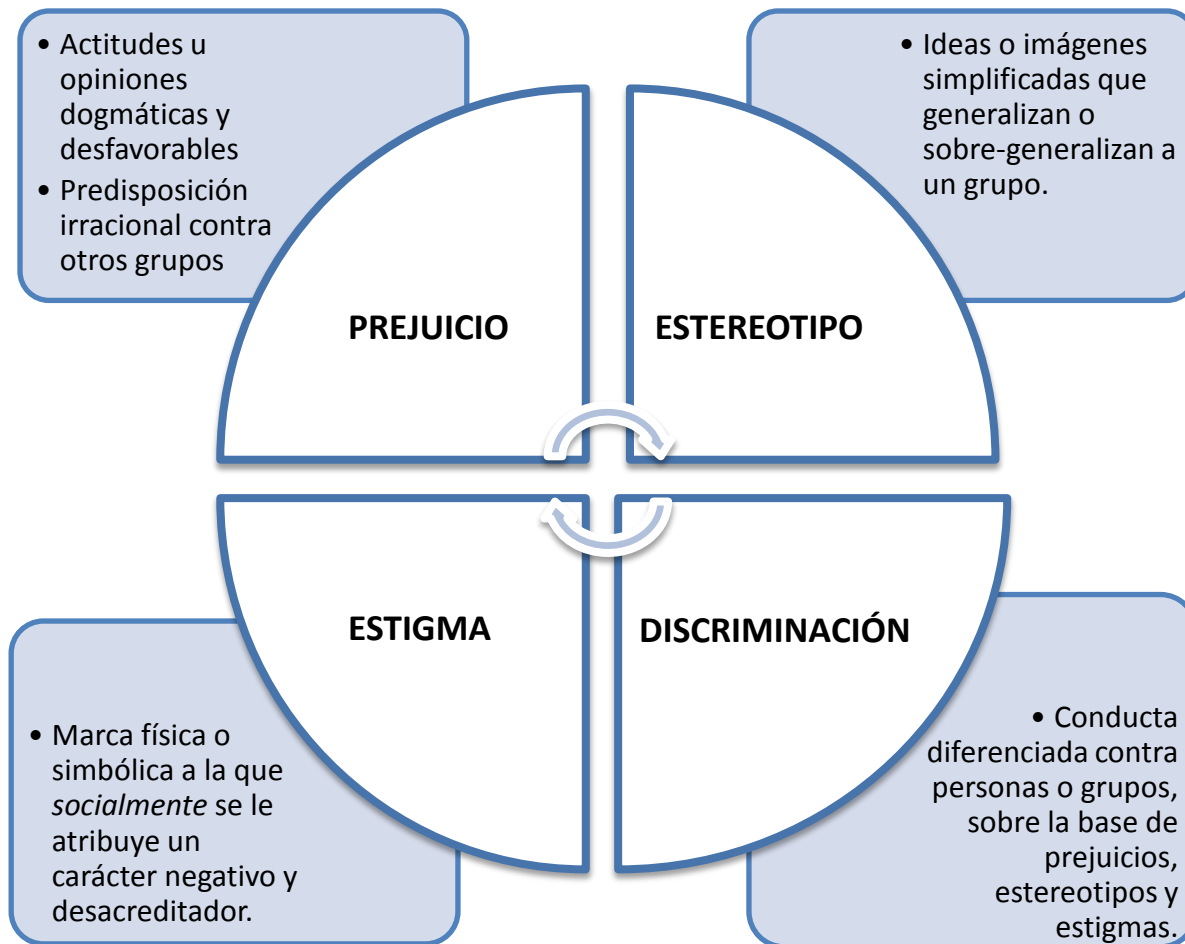 • Actitudes u
opiniones
dogmáticas y
desfavorables
• Predisposición
irracional contra
otros grupos
PREJUICIO
• Ideas o imágenes
simplificadas que
generalizan o
sobre-generalizan a
un grupo.
ESTEREOTIPO
ESTIGMA
• Marca física o
simbólica a la que
socialmente se le
atribuye un
carácter negativo y
desacreditador.
DISCRIMINACIÓN
• Conducta
diferenciada contra
personas o grupos,
sobre la base de
prejuicios,
estereotipos y
estigmas.